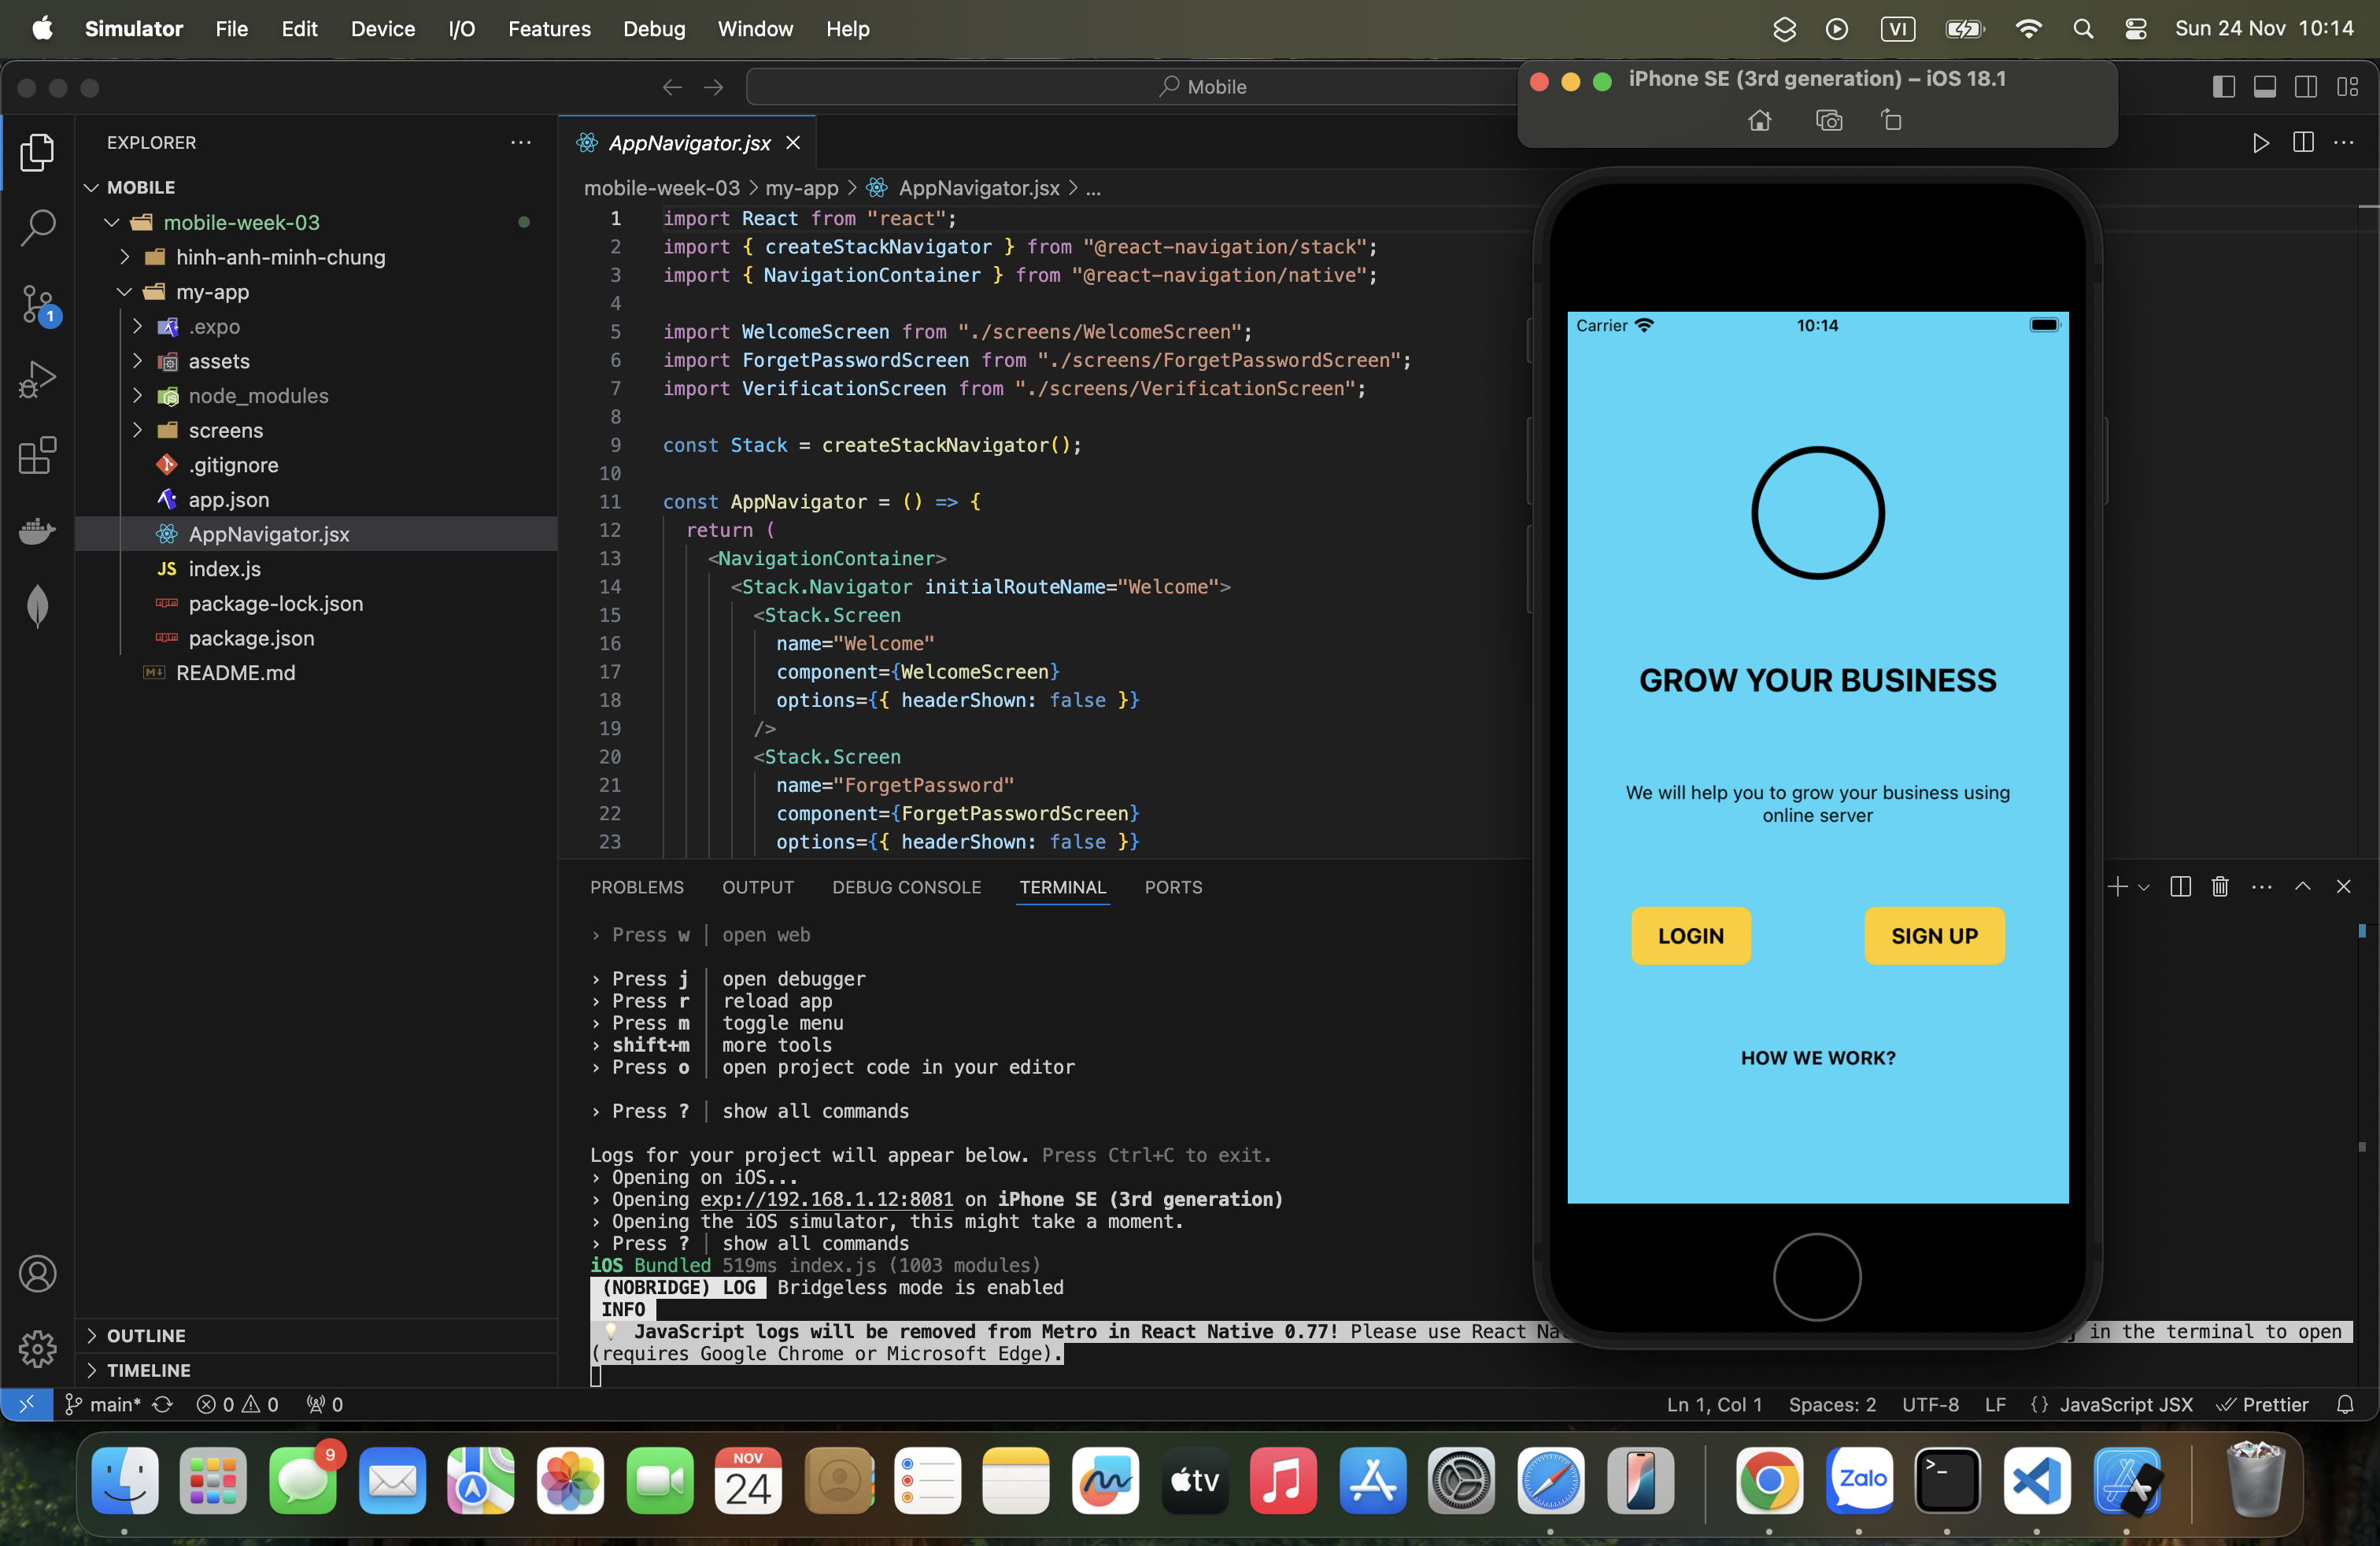 Simulator File Edit Device I/O Features Debug Window Help
VI Sun 24 Nov 10:14
Mobile
iPhone SE (3rd generation) – iOS 18.1
EXPLORER
MOBILE
mobile-week-03
hinh-anh-minh-chung
my-app
.expo
assets
node_modules
screens
.gitignore
app.json
AppNavigator.jsx
JS index.js
package-lock.json
package.json
README.md
OUTLINE
TIMELINE
1
AppNavigator.jsx
mobile-week-03 > my-app > AppNavigator.jsx > ...
1 import React from "react";
2 import { createStackNavigator } from "@react-navigation/stack";
3 import { NavigationContainer } from "@react-navigation/native";
4
5 import WelcomeScreen from "./screens/WelcomeScreen";
6 import ForgetPasswordScreen from "./screens/ForgetPasswordScreen";
7 import VerificationScreen from "./screens/VerificationScreen";
8
9 const Stack = createStackNavigator();
10
11 const AppNavigator = () => {
12 return (
13 <NavigationContainer>
14 <Stack.Navigator initialRouteName="Welcome">
15 <Stack.Screen
16 name="Welcome"
17 component={WelcomeScreen}
18 options={{ headerShown: false }}
19 />
20 <Stack.Screen
21 name="ForgetPassword"
22 component={ForgetPasswordScreen}
23 options={{ headerShown: false }}
PROBLEMS OUTPUT DEBUG CONSOLE TERMINAL PORTS
› Press w │ open web
› Press j │ open debugger
› Press r │ reload app
› Press m │ toggle menu
› shift+m │ more tools
› Press o │ open project code in your editor
› Press ? │ show all commands
Logs for your project will appear below. Press Ctrl+C to exit.
› Opening on iOS...
› Opening exp://192.168.1.12:8081 on iPhone SE (3rd generation)
› Opening the iOS simulator, this might take a moment.
› Press ? │ show all commands
iOS Bundled 519ms index.js (1003 modules)
(NOBRIDGE) LOG Bridgeless mode is enabled
INFO
💡 JavaScript logs will be removed from Metro in React Native 0.77! Please use React in the terminal to open
(requires Google Chrome or Microsoft Edge).
Carrier 10:14
GROW YOUR BUSINESS
We will help you to grow your business using
online server
LOGIN SIGN UP
HOW WE WORK?
main* 0 0 0 Ln 1, Col 1 Spaces: 2 UTF-8 LF {} JavaScript JSX Prettier
9
NOV
24
tv
Zalo
>_